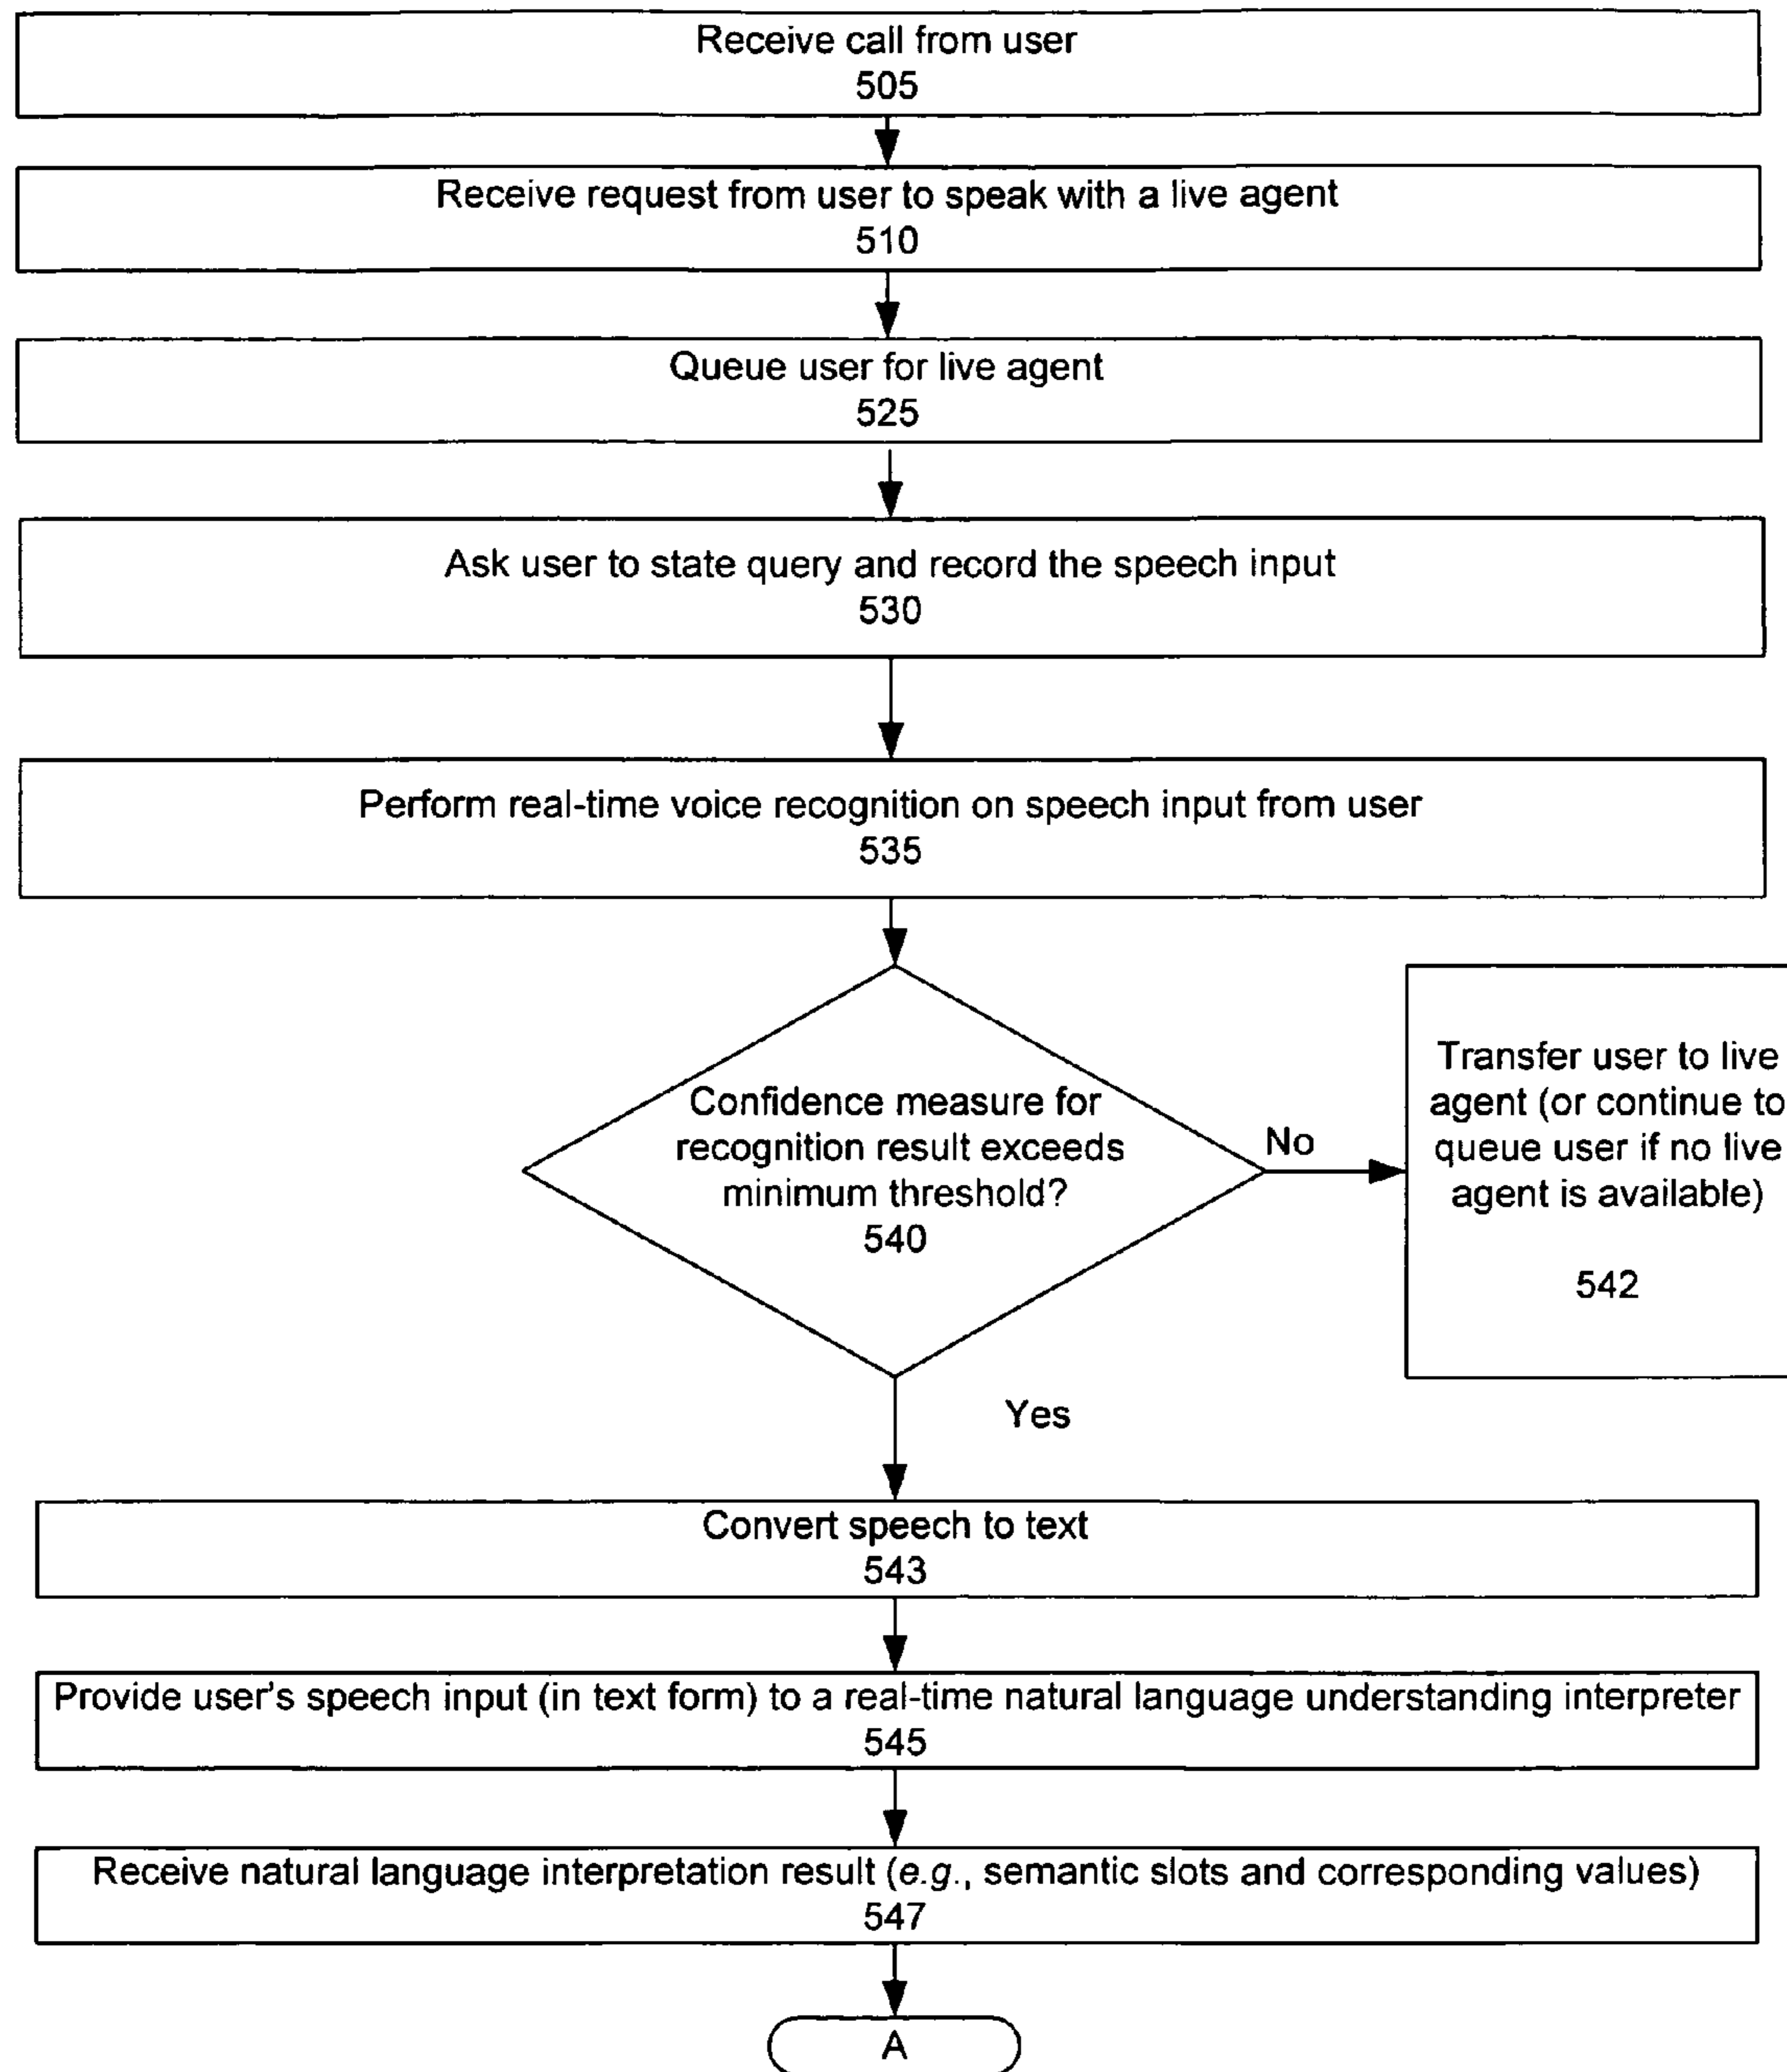 Receive call from user
505
Receive request from user to speak with a live agent
510
Queue user for live agent
525
Ask user to state query and record the speech input
530
Perform real-time voice recognition on speech input from user
535
Confidence measure for
recognition result exceeds
minimum threshold?
540
No
Transfer user to live
agent (or continue to
queue user if no live
agent is available)
542
Yes
Convert speech to text
543
Provide user's speech input (in text form) to a real-time natural language understanding interpreter
545
Receive natural language interpretation result (e.g., semantic slots and corresponding values)
547
A